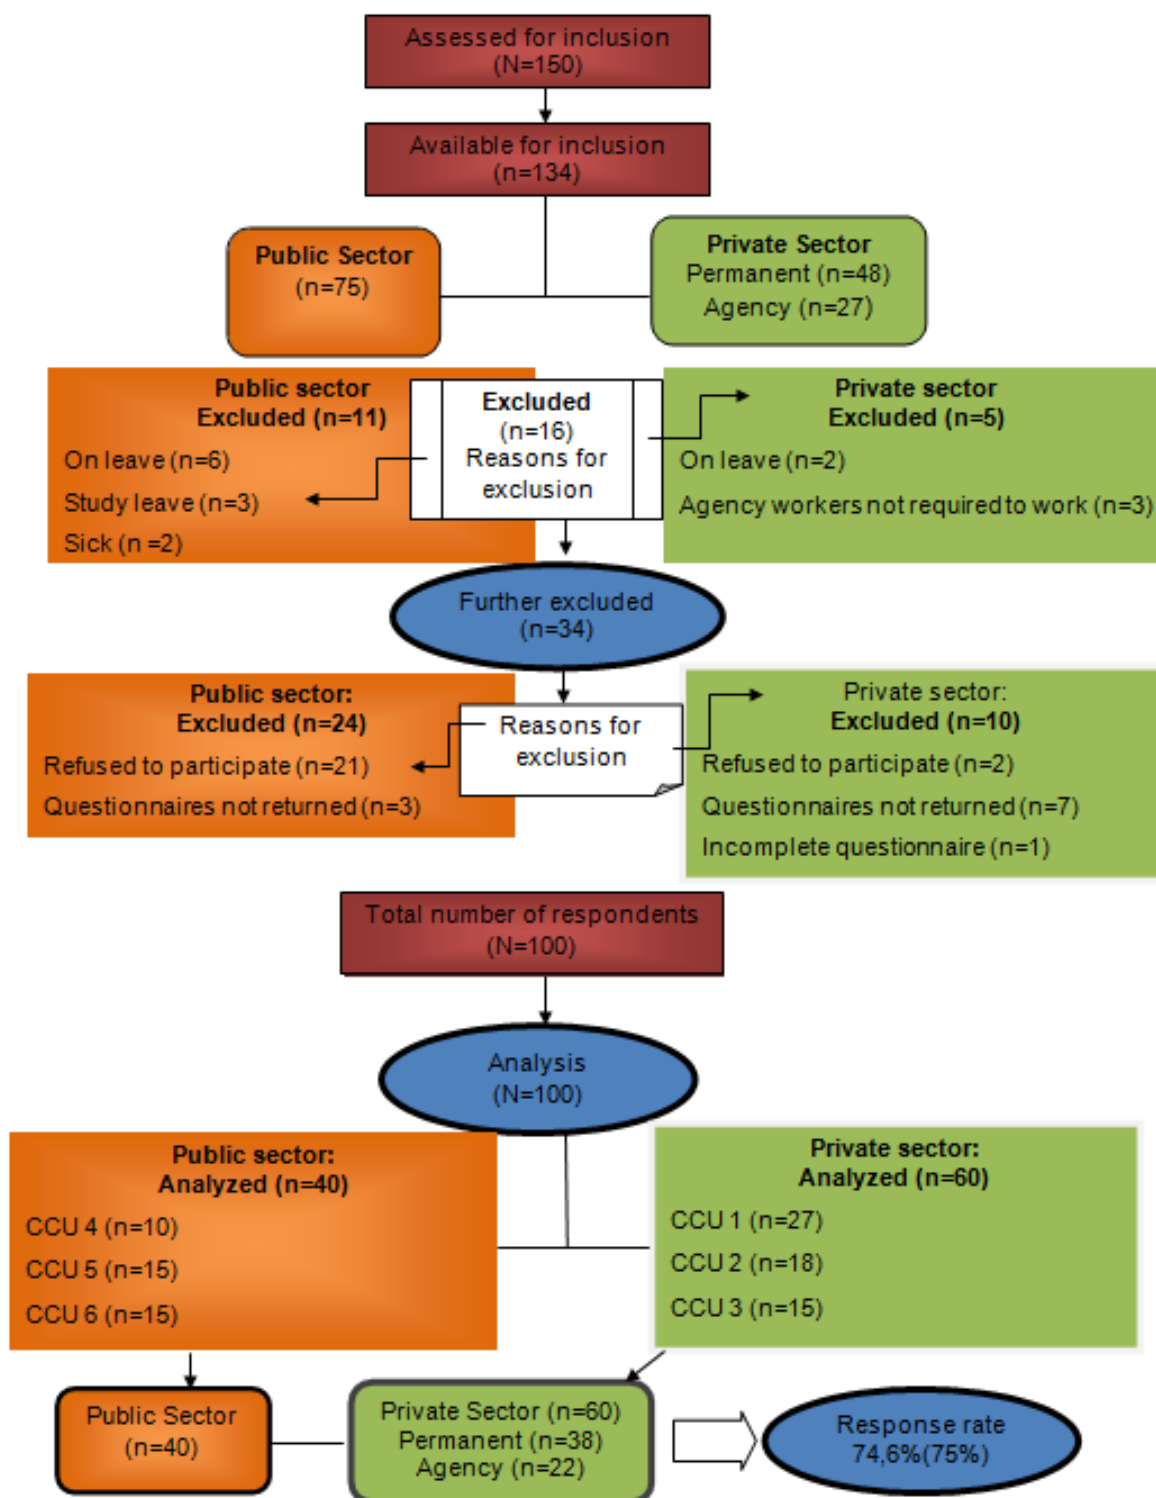 Assessed for inclusion
(N=150)
Available for inclusion
(n=134)
Public Sector
(n=75)
Private Sector
Permanent (n=48)
Agency (n=27)
Public sector
Excluded (n=11)
On leave (n=6)
Study leave (n=3)
Sick (n =2)
Excluded
(n=16)
Reasons for
exclusion
Private sector
Excluded (n=5)
On leave (n=2)
Agency workers not required to work (n=3)
Further excluded
(n=34)
Public sector:
Excluded (n=24)
Refused to participate (n=21)
Questionnaires not returned (n=3)
Reasons for
exclusion
Private sector:
Excluded (n=10)
Refused to participate (n=2)
Questionnaires not returned (n=7)
Incomplete questionnaire (n=1)
Total number of respondents
(N=100)
Analysis
(N=100)
Public sector:
Analyzed (n=40)
CCU 4 (n=10)
CCU 5 (n=15)
CCU 6 (n=15)
Private sector:
Analyzed (n=60)
CCU 1 (n=27)
CCU 2 (n=18)
CCU 3 (n=15)
Public Sector
(n=40)
Private Sector (n=60)
Permanent (n=38)
Agency (n=22)
Response rate
74,6%(75%)